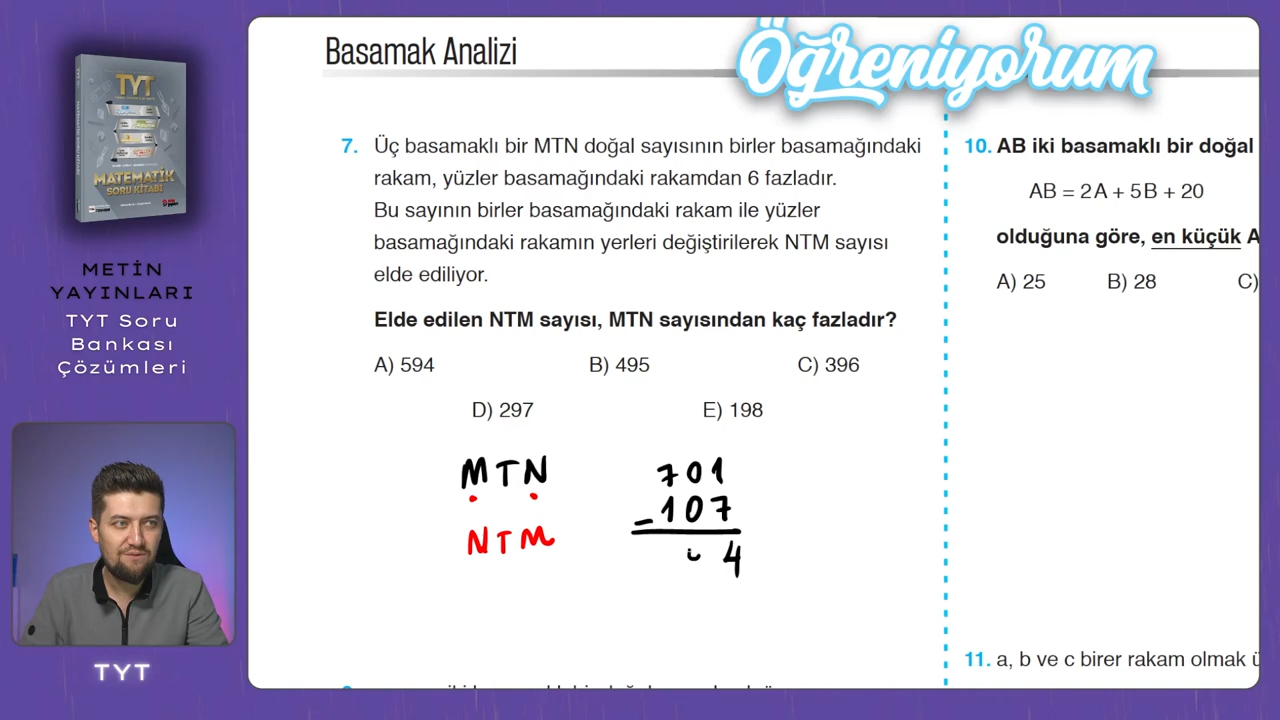 TYT
MATEMATİK
SORU KİTABI
METİN
YAYINLARI
TYT Soru
Bankası
Çözümleri
TYT
Basamak Analizi
Öğreniyorum
7. Üç basamaklı bir MTN doğal sayısının birler basamağındaki
rakam, yüzler basamağındaki rakamdan 6 fazladır.
Bu sayının birler basamağındaki rakam ile yüzler
basamağındaki rakamın yerleri değiştirilerek NTM sayısı
elde ediliyor.
Elde edilen NTM sayısı, MTN sayısından kaç fazladır?
A) 594 B) 495 C) 396
D) 297 E) 198
MTN
NTM
701
- 107
4
10. AB iki basamaklı bir doğal
AB = 2A + 5B + 20
olduğuna göre, en küçük A
A) 25 B) 28 C)
11. a, b ve c birer rakam olmak ü